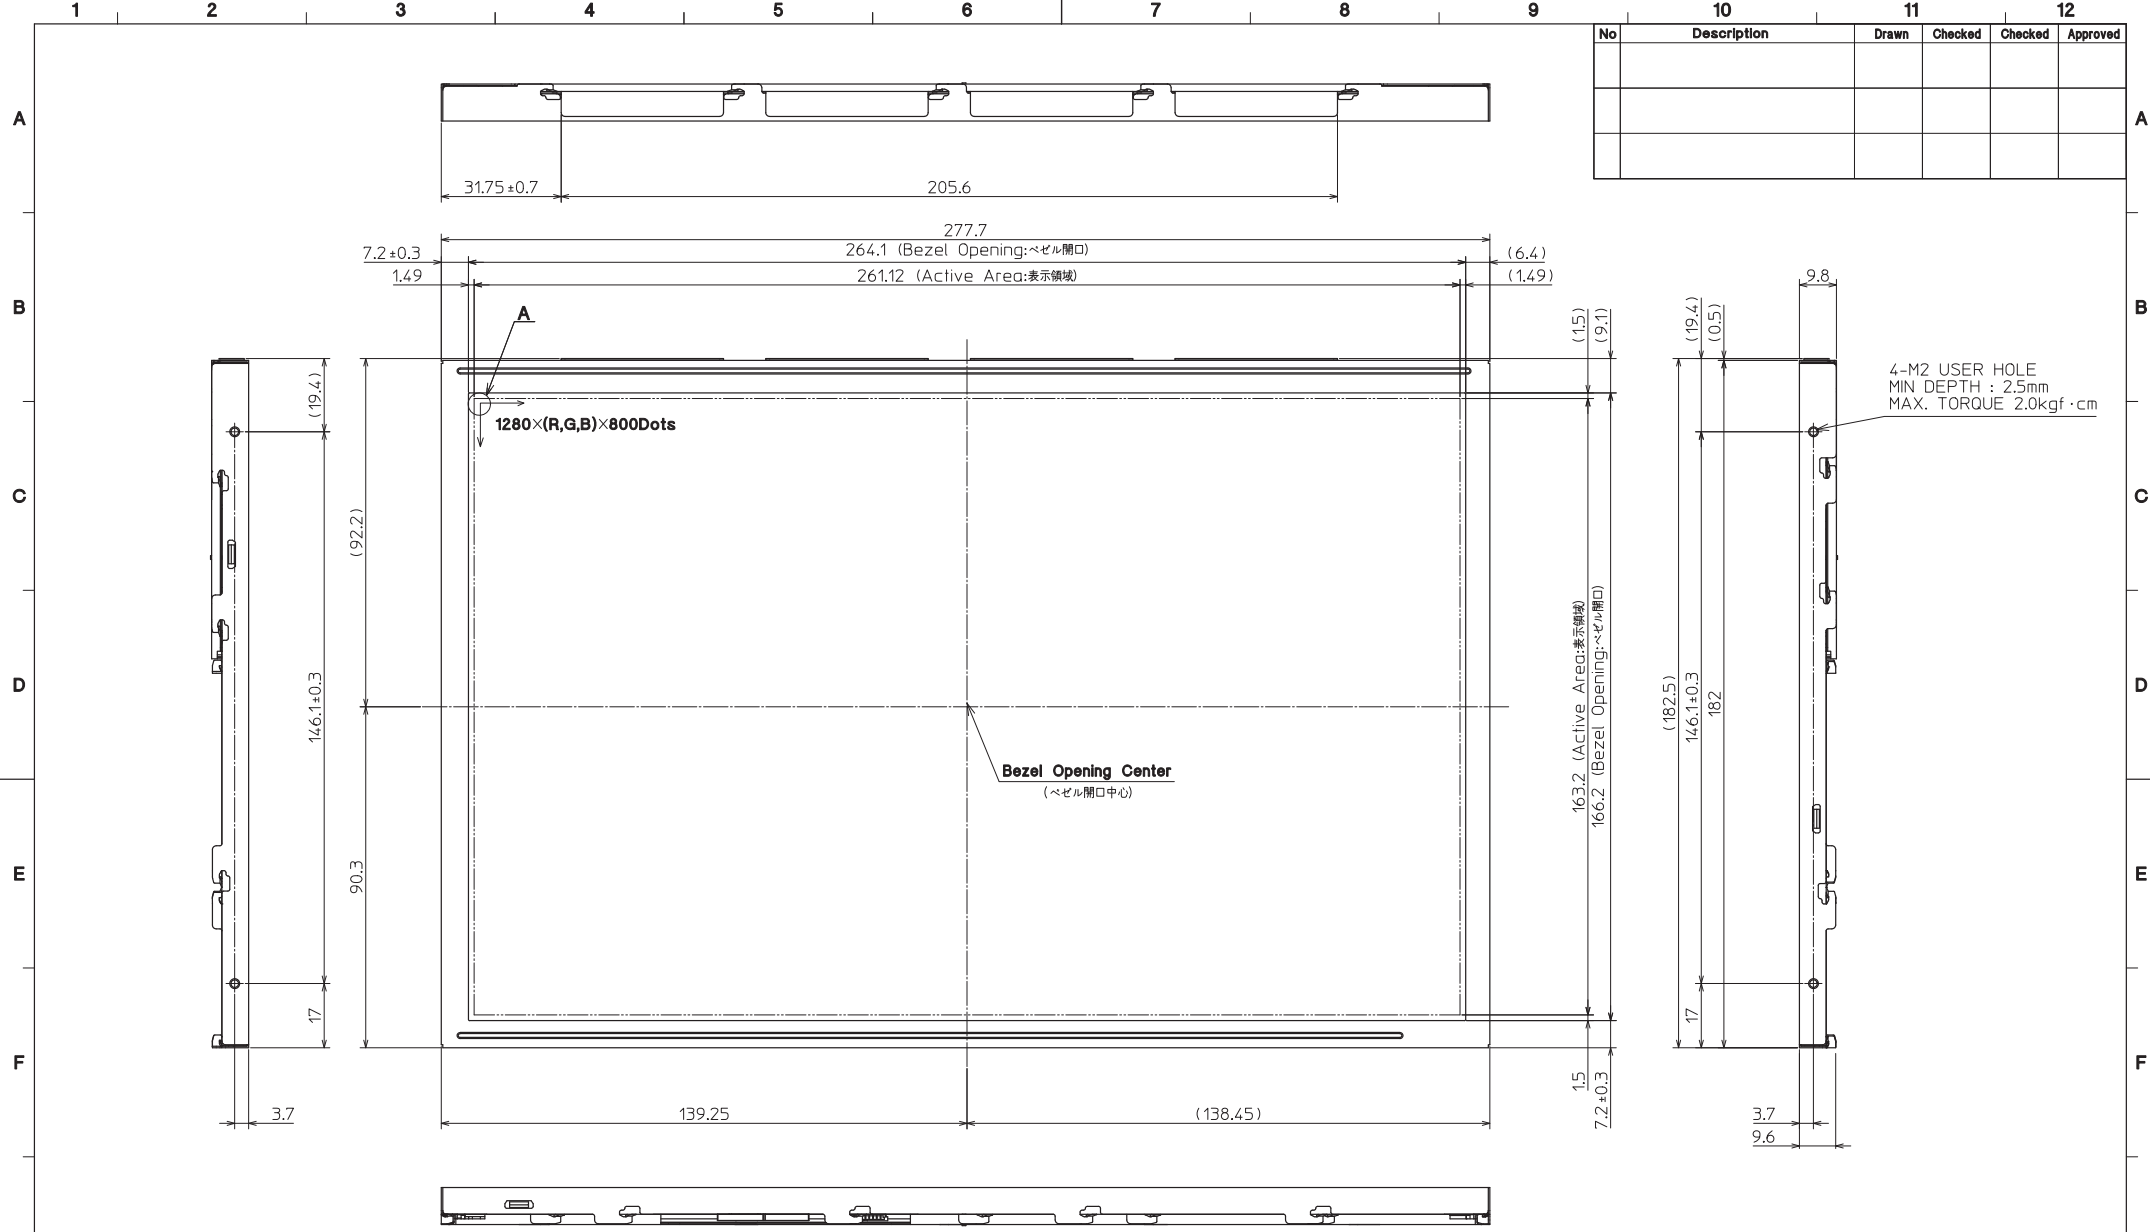 1 2 3 4 5 6 7 8 9 10 11 12
No Description Drawn Checked Checked Approved
A A
31.75±0.7 205.6
277.7
7.2±0.3 264.1 (Bezel Opening:ベゼル開口) (6.4)
1.49 261.12 (Active Area:表示領域) (1.49)
9.8
B B
A
(1.5)
(9.1)
(19.4)
(0.5)
4-M2 USER HOLE
MIN DEPTH : 2.5mm
MAX. TORQUE 2.0kgf·cm
(19.4)
1280×(R,G,B)×800Dots
C C
(92.2)
163.2 (Active Area:表示領域)
166.2 (Bezel Opening:ベゼル開口)
D D
146.1±0.3
(182.5)
146.1±0.3
182
Bezel Opening Center
(ベゼル開口中心)
E E
90.3
17
17
F F
1.5
7.2±0.3
3.7 139.25 (138.45) 3.7
9.6